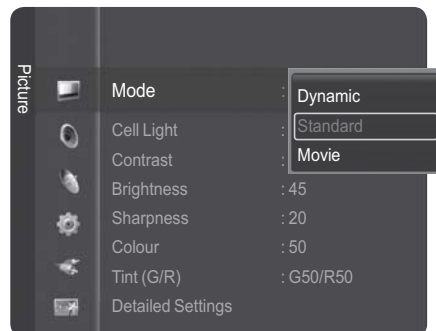 Picture
Mode :
Dynamic
Standard
Movie
Cell Light :
Contrast :
Brightness : 45
Sharpness : 20
Colour : 50
Tint (G/R) : G50/R50
Detailed Settings